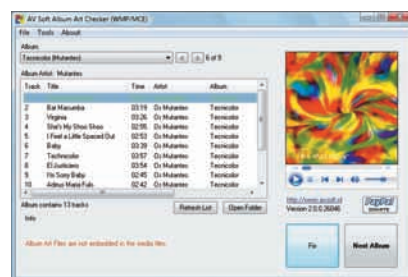 AV Soft Album Art Checker (WMP/MCE)
File Tools About
Album:
Tecnicolor (Mutantes)
6 of 9
Album Artist: Mutantes
Track Title Time Artist Album
2 Bat Macumba 03:19 Os Mutantes Tecnicolor
3 Virginia 03:26 Os Mutantes Tecnicolor
4 She's My Shoo Shoo 02:55 Os Mutantes Tecnicolor
5 I Feel a Little Spaced Out 02:53 Os Mutantes Tecnicolor
6 Baby 03:39 Os Mutantes Tecnicolor
7 Technicolor 03:57 Os Mutantes Tecnicolor
8 El Justiciero 03:54 Os Mutantes Tecnicolor
9 I'm Sorry Baby 02:45 Os Mutantes Tecnicolor
10 Adeus Maria Fulo 02:42 Os Mutantes Tecnicolor
Album contains 13 tracks
Refresh List
Open Folder
Info
Album Art Files are not embedded in the media files.
Version 2.0.0.26046
PayPal
DONATE
Fix
Next Album